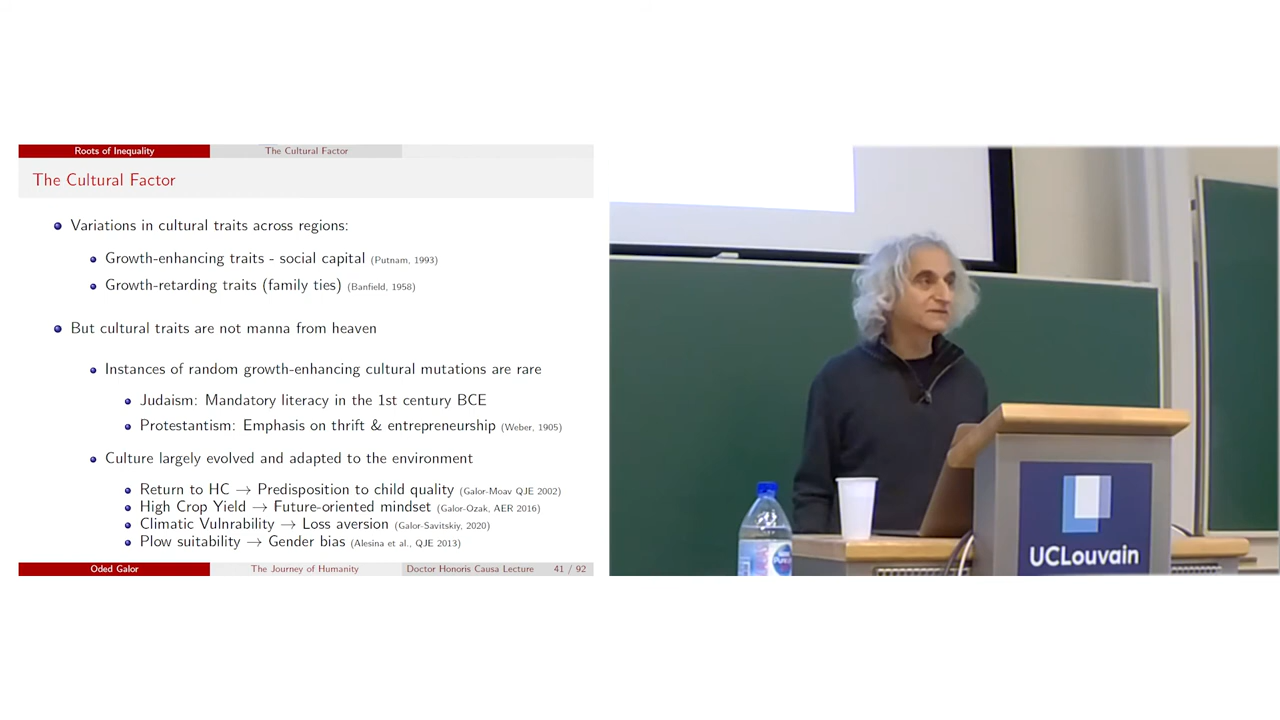 Roots of Inequality
The Cultural Factor
The Cultural Factor
Variations in cultural traits across regions:
Growth-enhancing traits - social capital (Putnam, 1993)
Growth-retarding traits (family ties) (Banfield, 1958)
But cultural traits are not manna from heaven
Instances of random growth-enhancing cultural mutations are rare
Judaism: Mandatory literacy in the 1st century BCE
Protestantism: Emphasis on thrift & entrepreneurship (Weber, 1905)
Culture largely evolved and adapted to the environment
Return to HC → Predisposition to child quality (Galor-Moav QJE 2002)
High Crop Yield → Future-oriented mindset (Galor-Ozak, AER 2016)
Climatic Vulnrability → Loss aversion (Galor-Savitskiy, 2020)
Plow suitability → Gender bias (Alesina et al., QJE 2013)
Oded Galor
The Journey of Humanity
Doctor Honoris Causa Lecture
41 / 92
UCLouvain